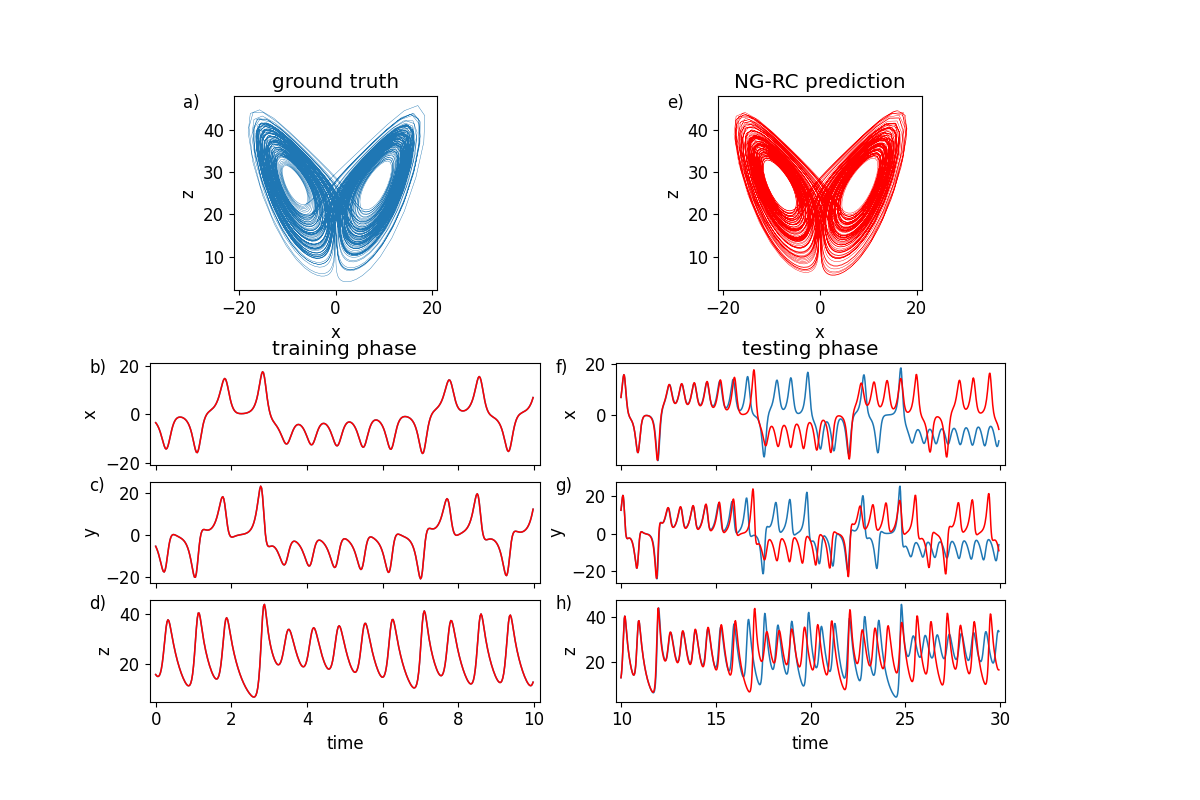 ground truth
a)
z
40
30
20
10
−20 0 20
x
NG-RC prediction
e)
z
40
30
20
10
−20 0 20
x
training phase
b)
x
20
0
−20
c)
y
20
0
−20
d)
z
40
20
0 2 4 6 8 10
time
testing phase
f)
x
20
0
g)
y
20
0
−20
h)
z
40
20
10 15 20 25 30
time